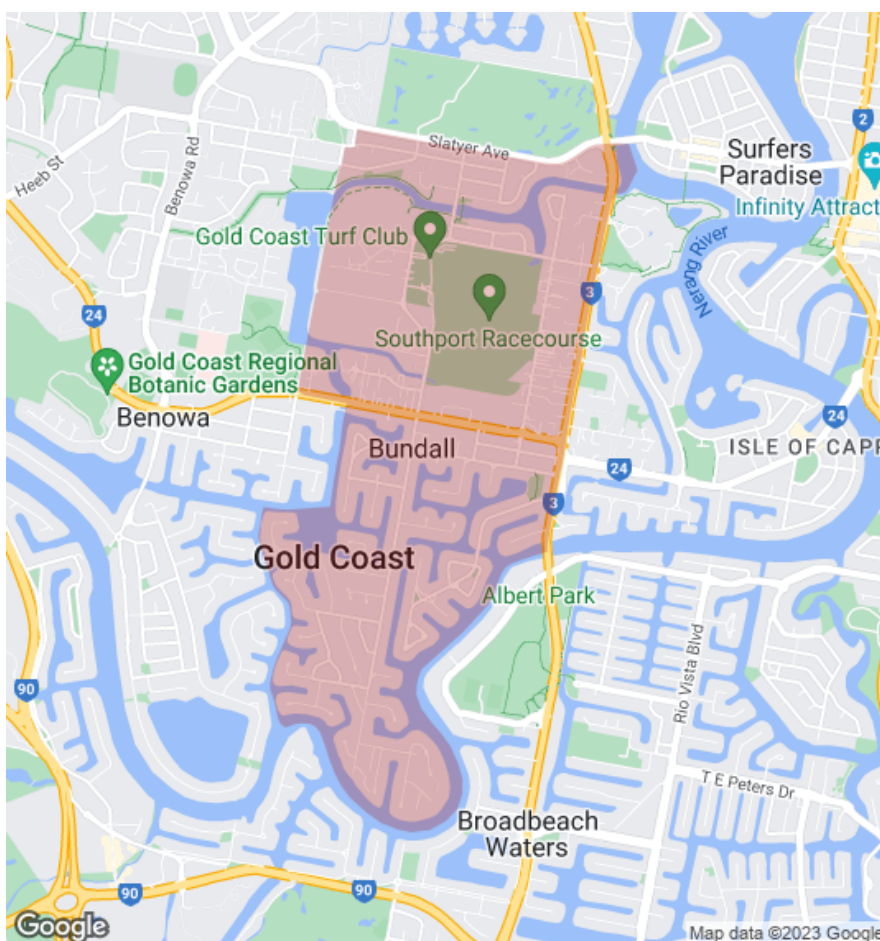 2
Slatyer Ave
Surfers
Paradise
Heeb St
Benowa Rd
Infinity Attract
Gold Coast Turf Club
Nerang River
3
24
Southport Racecourse
Gold Coast Regional
Botanic Gardens
Benowa
24
Bundall
ISLE OF CAPR
24
3
Gold Coast
Albert Park
Rio Vista Blvd
90
T E Peters Dr
Broadbeach
Waters
90
90
Google
Map data ©2023 Google